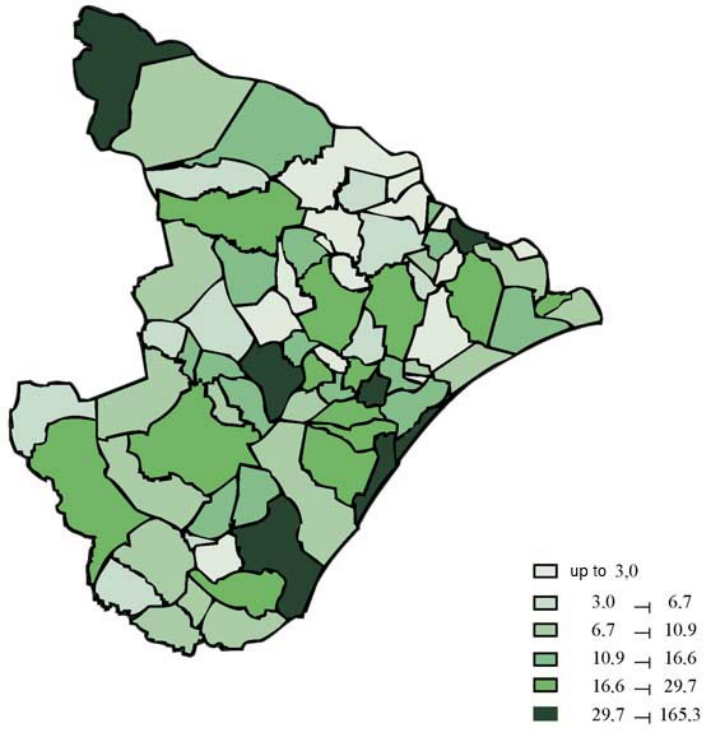 up to 3,0
3.0 ⊣ 6.7
6.7 ⊣ 10.9
10.9 ⊣ 16.6
16.6 ⊣ 29.7
29.7 ⊣ 165.3